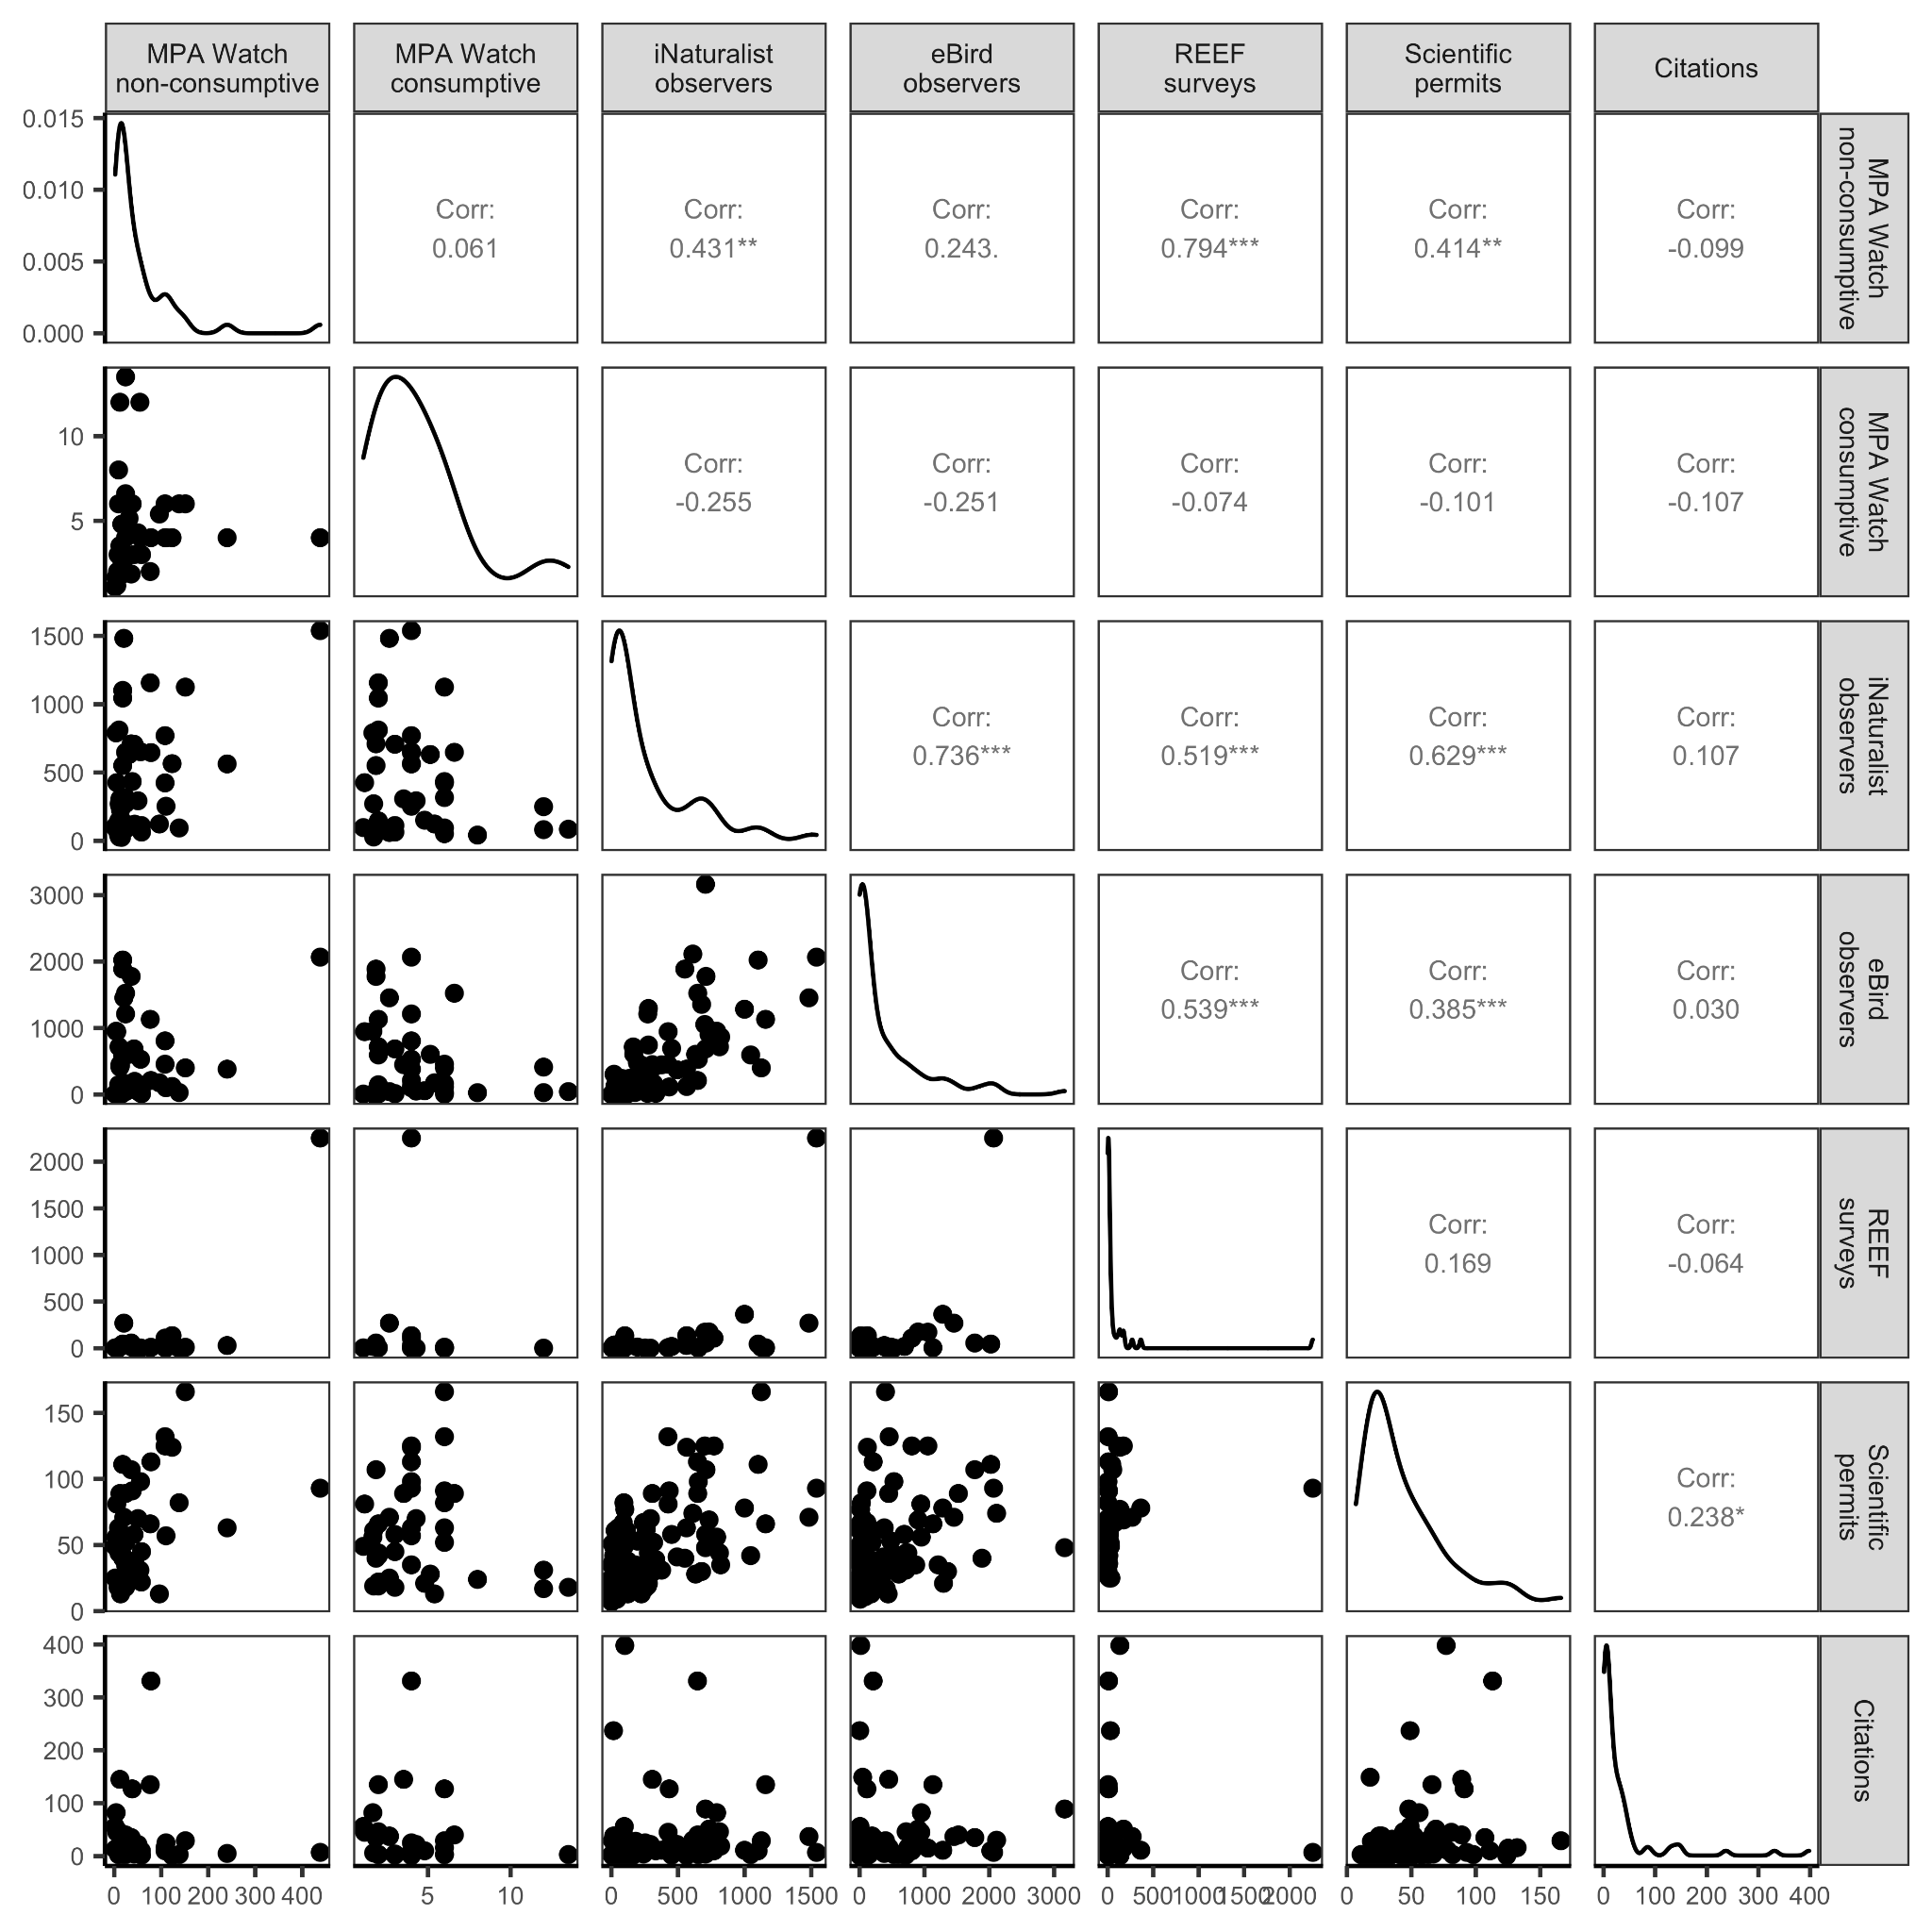 MPA Watch
non-consumptive
MPA Watch
consumptive
iNaturalist
observers
eBird
observers
REEF
surveys
Scientific
permits
Citations
0.015
0.010
0.005
0.000
Corr:
0.061
Corr:
0.431**
Corr:
0.243.
Corr:
0.794***
Corr:
0.414**
Corr:
-0.099
MPA Watch
non-consumptive
10
5
Corr:
-0.255
Corr:
-0.251
Corr:
-0.074
Corr:
-0.101
Corr:
-0.107
MPA Watch
consumptive
1500
1000
500
0
Corr:
0.736***
Corr:
0.519***
Corr:
0.629***
Corr:
0.107
iNaturalist
observers
3000
2000
1000
0
Corr:
0.539***
Corr:
0.385***
Corr:
0.030
eBird
observers
2000
1500
1000
500
0
Corr:
0.169
Corr:
-0.064
REEF
surveys
150
100
50
0
Corr:
0.238*
Scientific
permits
400
300
200
100
0
Citations
0 100 200 300 400
5 10
0 500 1000 1500
0 1000 2000 3000
0 500 1000 1500 2000
0 50 100 150
0 100 200 300 400